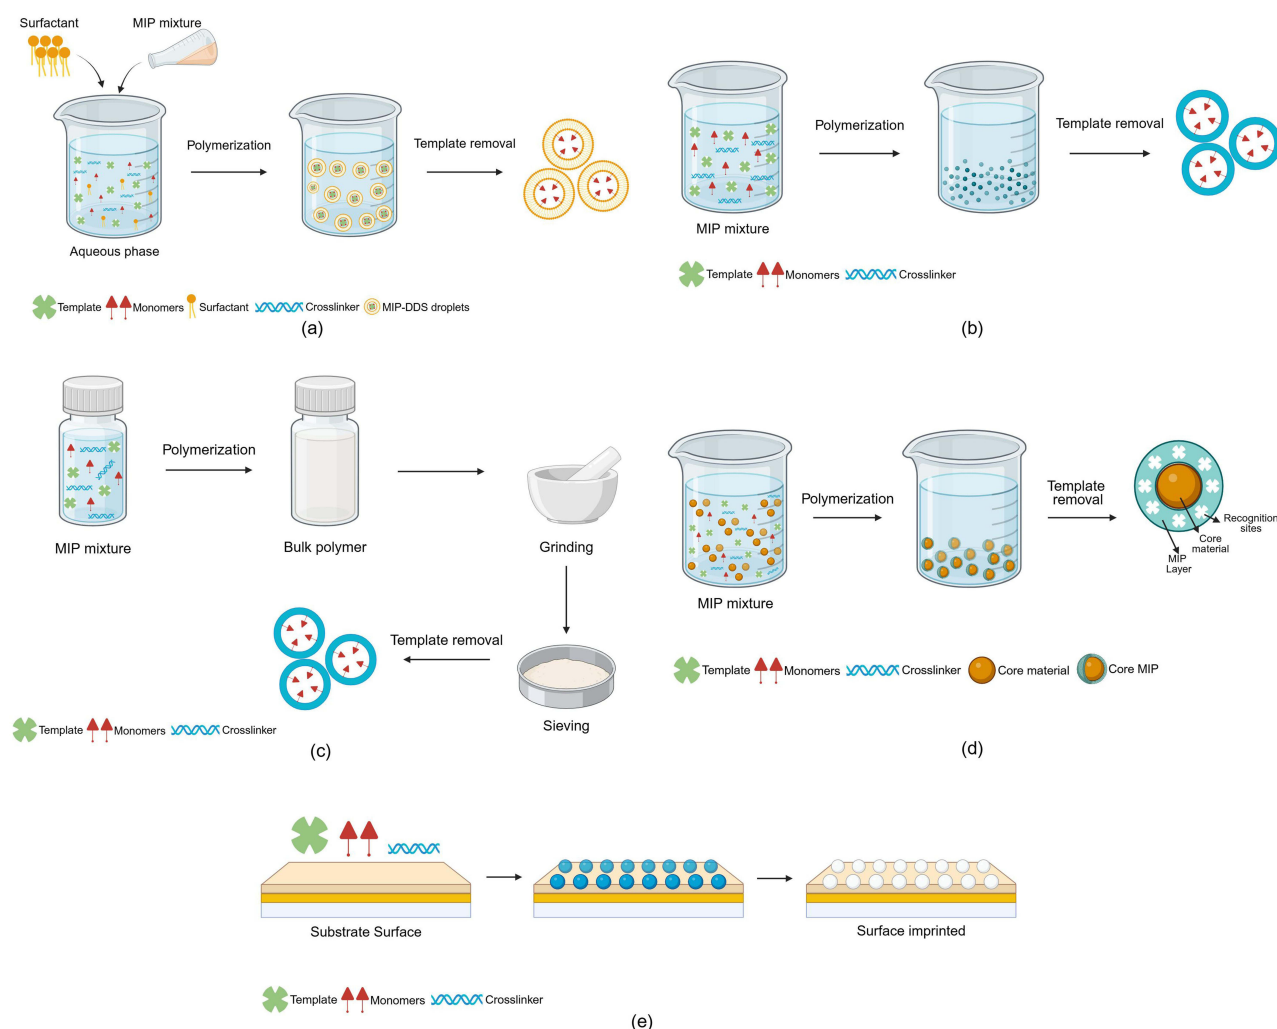 Surfactant
MIP mixture
Polymerization
Template removal
Aqueous phase
Template
Monomers
Surfactant
Crosslinker
MIP-DDS droplets
(a)
Polymerization
Template removal
MIP mixture
Template
Monomers
Crosslinker
(b)
Polymerization
MIP mixture
Bulk polymer
Grinding
Template removal
Sieving
Template
Monomers
Crosslinker
(c)
Polymerization
Template
removal
Recognition
sites
Core
material
MIP
Layer
MIP mixture
Template
Monomers
Crosslinker
Core material
Core MIP
(d)
Substrate Surface
Surface imprinted
Template
Monomers
Crosslinker
(e)